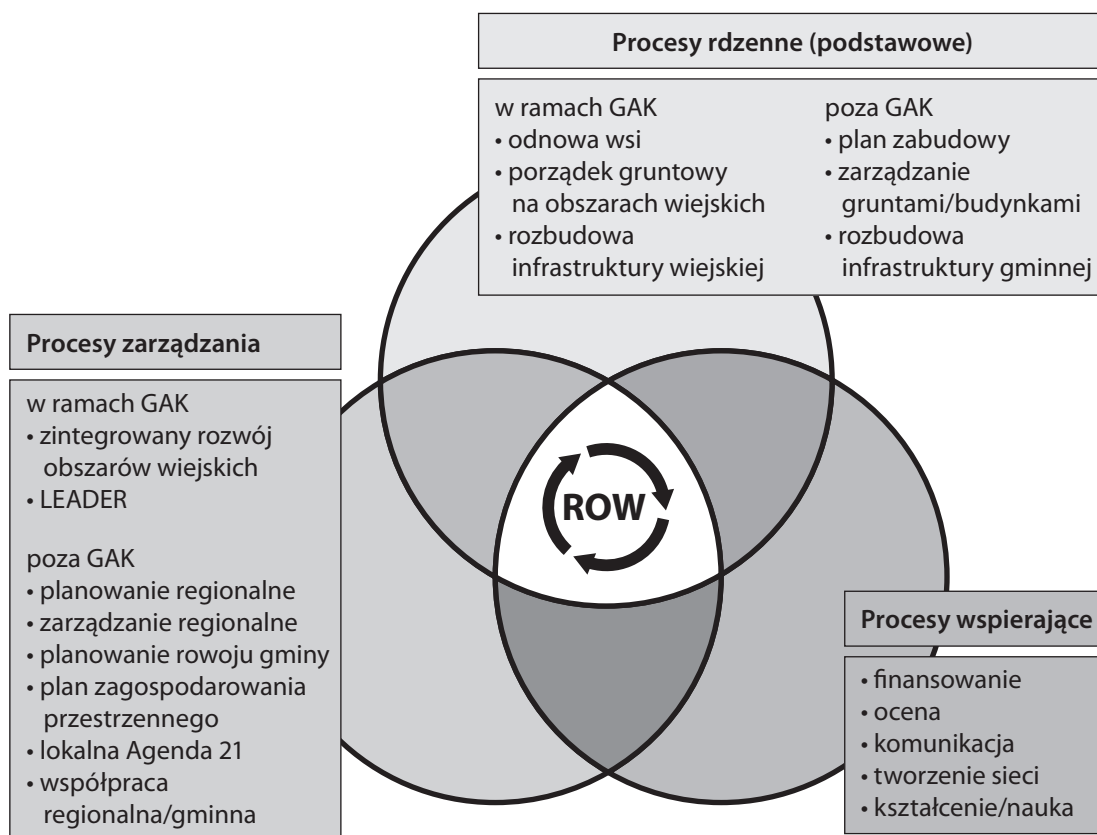 Procesy rdzenne (podstawowe)
w ramach GAK
• odnowa wsi
• porządek gruntowy
na obszarach wiejskich
• rozbudowa
infrastruktury wiejskiej
poza GAK
• plan zabudowy
• zarządzanie
gruntami/budynkami
• rozbudowa
infrastruktury gminnej
Procesy zarządzania
w ramach GAK
• zintegrowany rozwój
obszarów wiejskich
• LEADER
poza GAK
• planowanie regionalne
• zarządzanie regionalne
• planowanie rowoju gminy
• plan zagospodarowania
przestrzennego
• lokalna Agenda 21
• współpraca
regionalna/gminna
ROW
Procesy wspierające
• finansowanie
• ocena
• komunikacja
• tworzenie sieci
• kształcenie/nauka